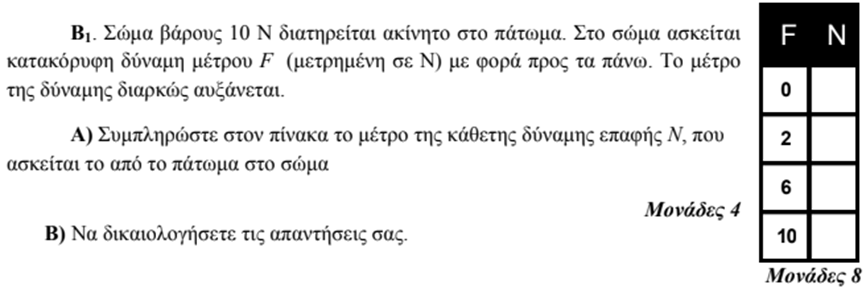 Β₁. Σώμα βάρους 10 Ν διατηρείται ακίνητο στο πάτωμα. Στο σώμα ασκείται
κατακόρυφη δύναμη μέτρου F (μετρημένη σε Ν) με φορά προς τα πάνω. Το μέτρο
της δύναμης διαρκώς αυξάνεται.
Α) Συμπληρώστε στον πίνακα το μέτρο της κάθετης δύναμης επαφής Ν, που
ασκείται το από το πάτωμα στο σώμα
Μονάδες 4
Β) Να δικαιολογήσετε τις απαντήσεις σας.
F N
0
2
6
10
Μονάδες 8